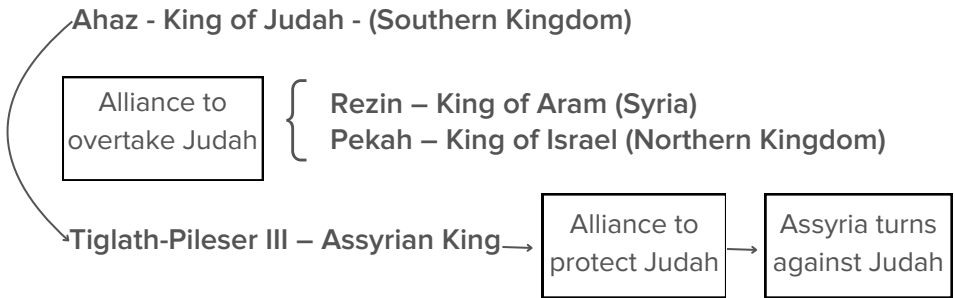 Ahaz - King of Judah - (Southern Kingdom)
Alliance to
overtake Judah
Rezin – King of Aram (Syria)
Pekah – King of Israel (Northern Kingdom)
Tiglath-Pileser III – Assyrian King
Alliance to
protect Judah
Assyria turns
against Judah